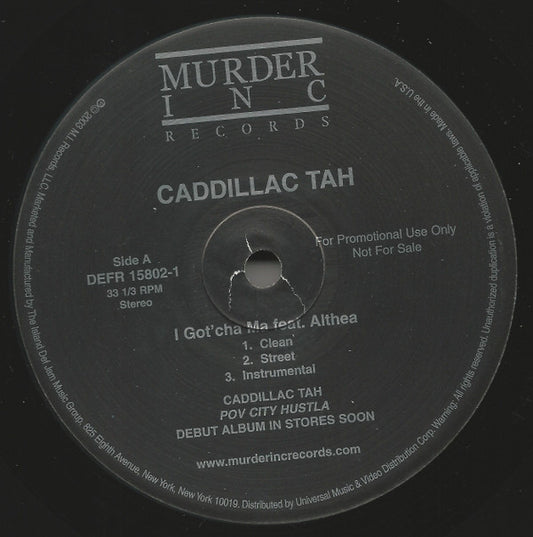 MURDER
INC
RECORDS
CADDILLAC TAH
Side A
DEFR 15802-1
33 1/3 RPM
Stereo
For Promotional Use Only
Not For Sale
I Got'cha Ma feat. Althea
1. Clean
2. Street
3. Instrumental
CADDILLAC TAH
POV CITY HUSTLA
DEBUT ALBUM IN STORES SOON
www.murderincrecords.com
℗© 2003 M.I. Records, LLC. Marketed and Manufactured by The Island Def Jam Music Group, 825 Eighth Avenue, New York, New York 10019. Distributed by Universal Music & Video Distribution Corp. Warning: All rights reserved. Unauthorized duplication is a violation of applicable laws. Made in the U.S.A.